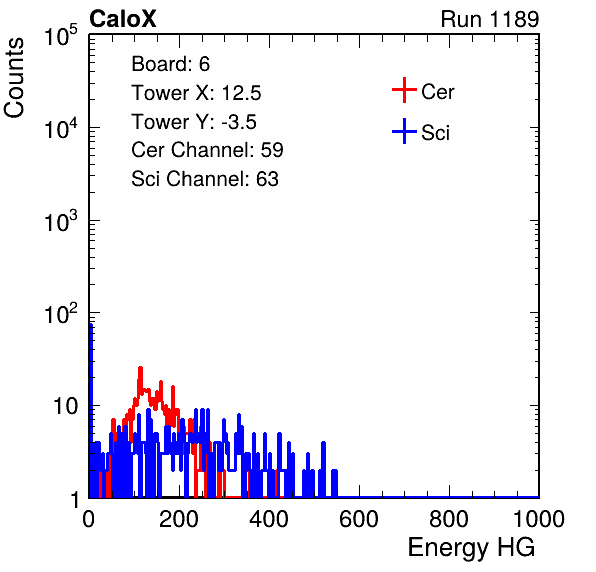 CaloX Run 1189
Counts
Board: 6
Tower X: 12.5
Tower Y: -3.5
Cer Channel: 59
Sci Channel: 63
Cer
Sci
10^5
10^4
10^3
10^2
10
1
0 200 400 600 800 1000
Energy HG